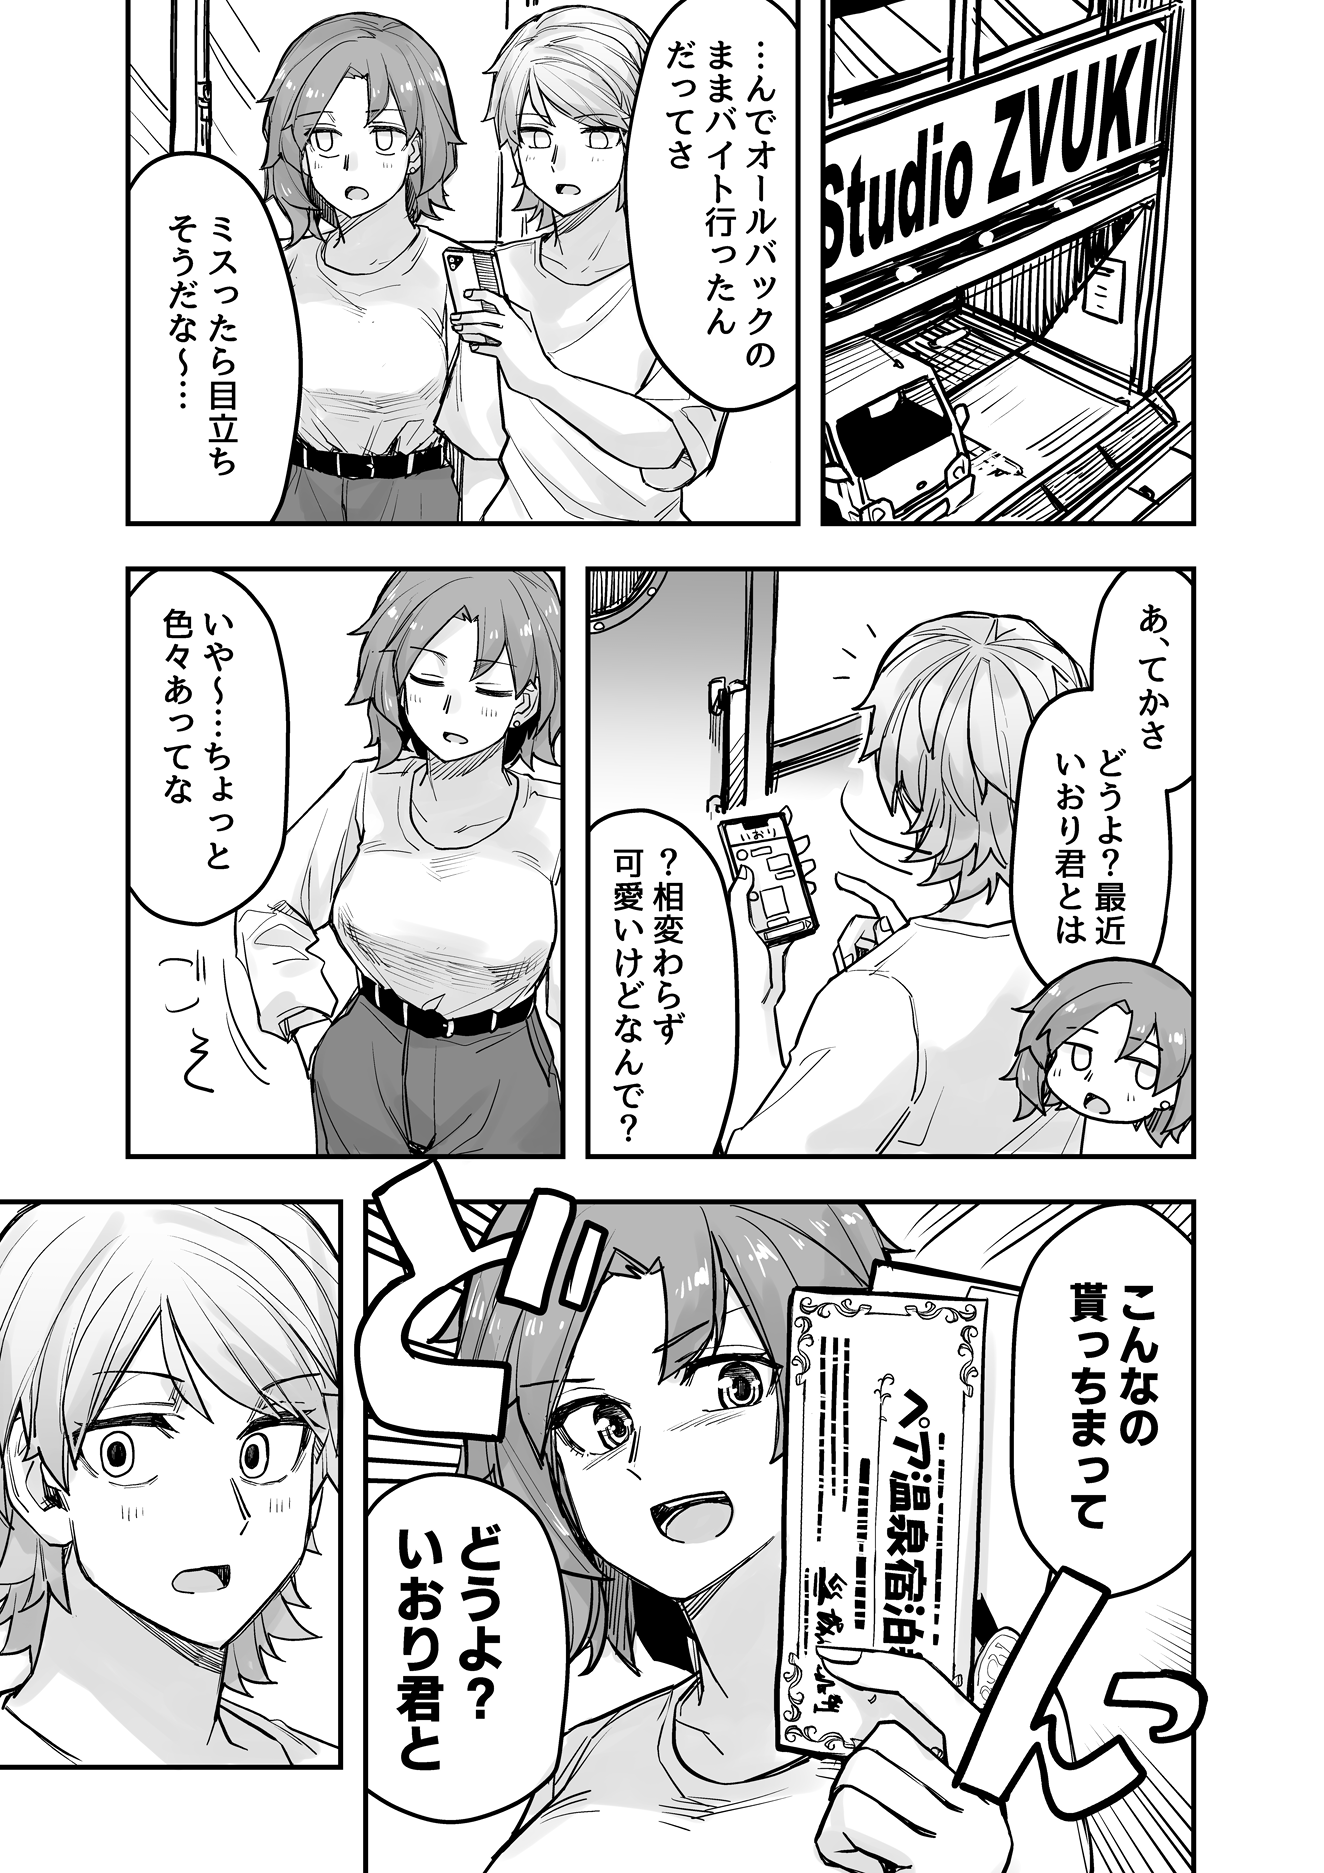 Studio ZVUKI
…んでオールバックの
ままバイト行ったん
だってさ
ミスったら目立ち
そうだな～…
あ、てかさ
どうよ？最近
いおり君とは
いおり
？相変わらず
可愛いけどなんで？
いや～…ちょっと
色々あってな
ごそ
こんなの
貰っちまって
ペア温泉宿泊
どんっ
どうよ？
いおり君と